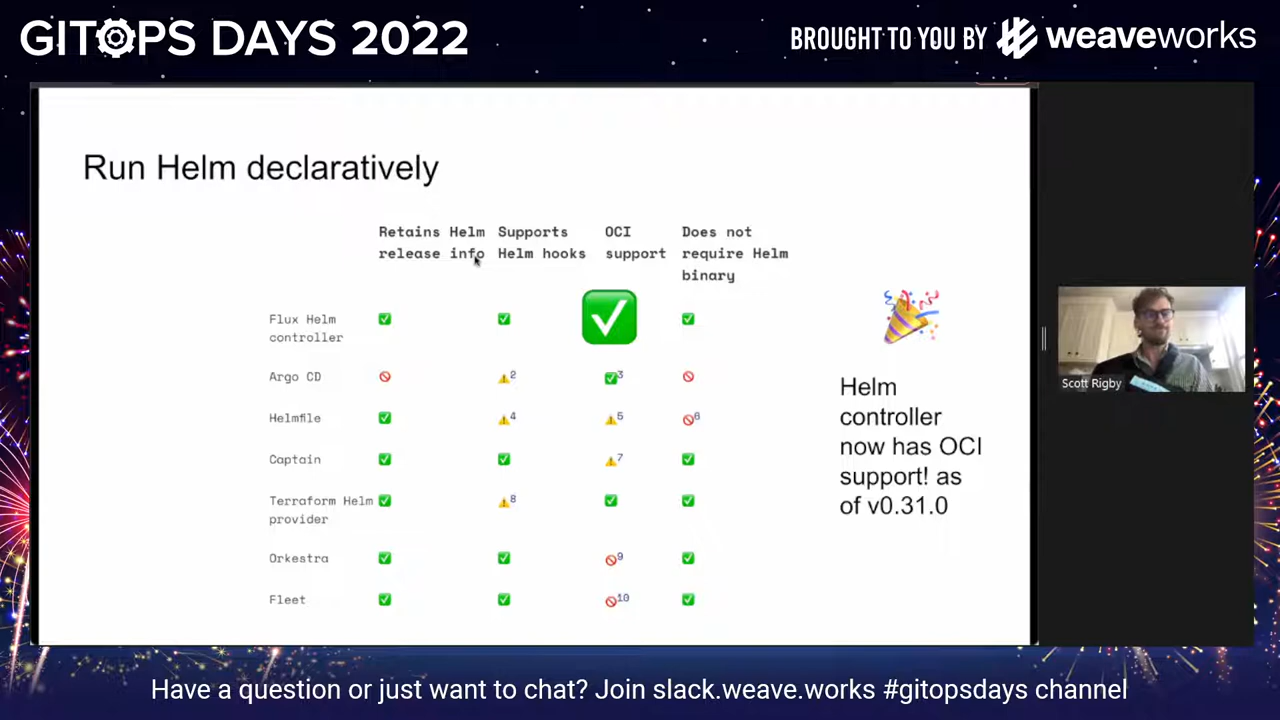 GITOPS DAYS 2022
BROUGHT TO YOU BY weaveworks
Run Helm declaratively
Retains Helm release info
Supports Helm hooks
OCI support
Does not require Helm binary
Flux Helm controller
Argo CD 2 3
Helmfile 4 5 6
Captain 7
Terraform Helm provider 8
Orkestra 9
Fleet 10
Helm
controller
now has OCI
support! as
of v0.31.0
Scott Rigby
Have a question or just want to chat? Join slack.weave.works #gitopsdays channel